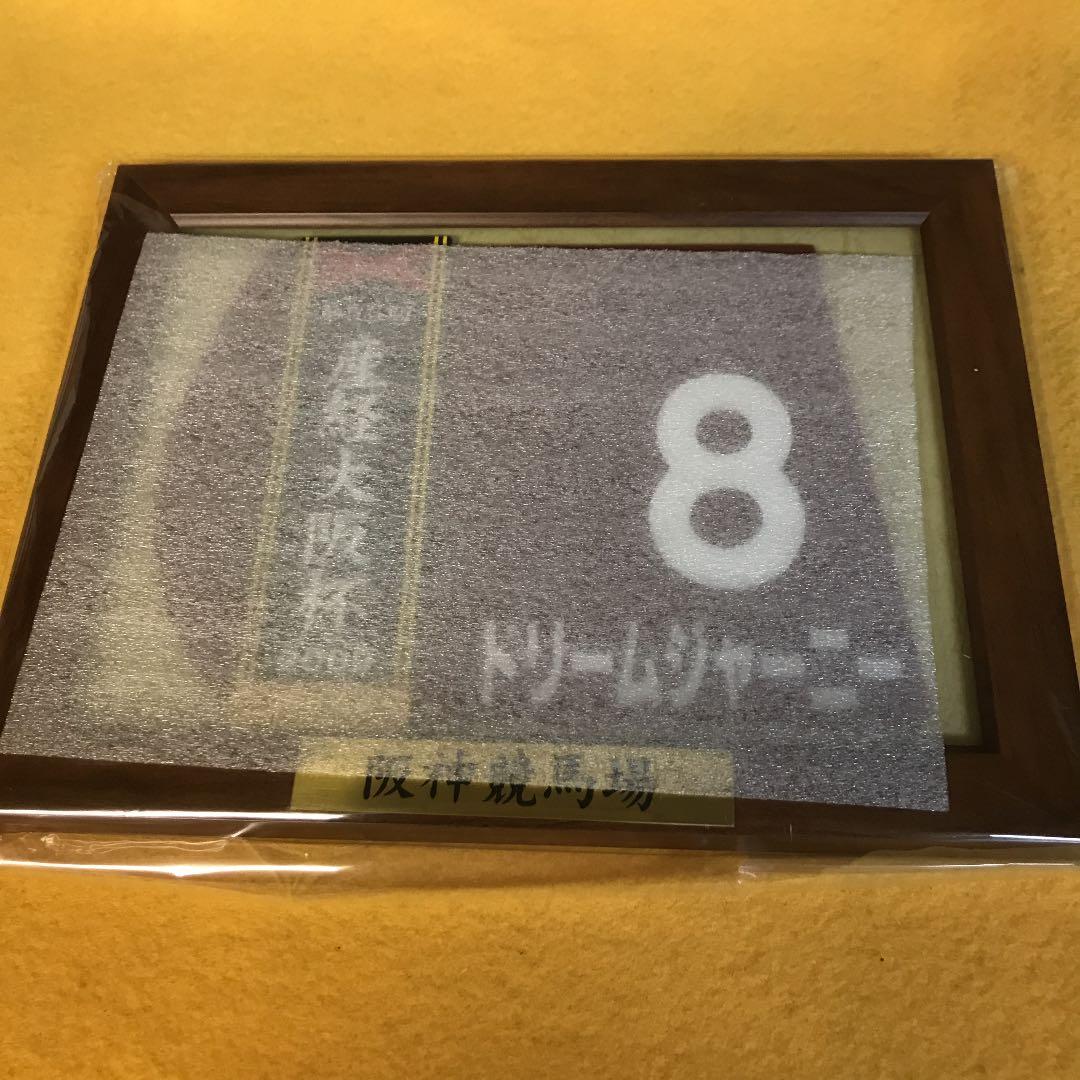 産経大阪杯
8
ドリームジャーニー
阪神競馬場